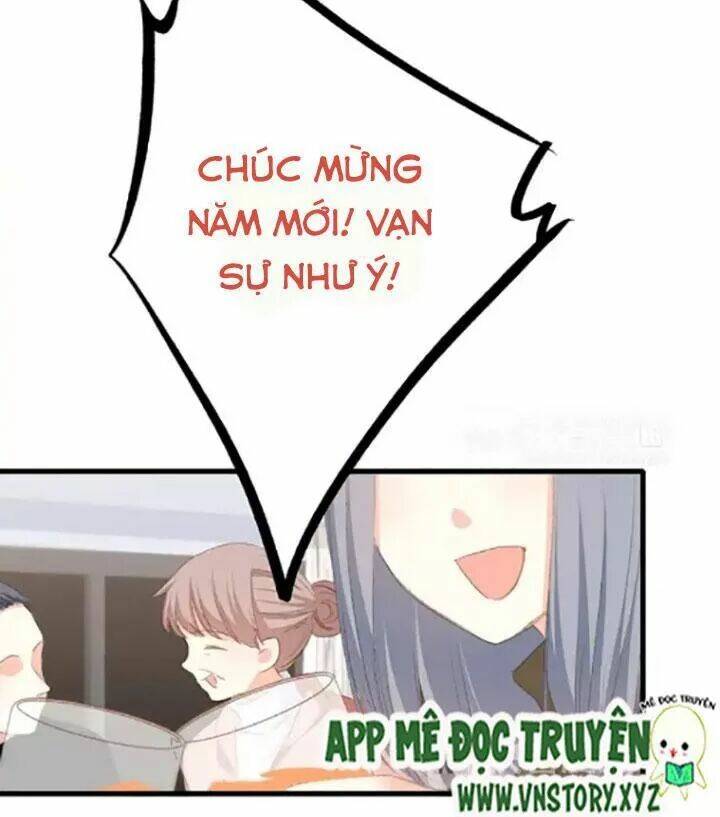 CHÚC MỪNG
NĂM MỚI! VẠN
SỰ NHƯ Ý!
MÊ ĐỌC TRUYỆN
APP MÊ ĐỌC TRUYỆN
WWW.VNSTORY.XYZ